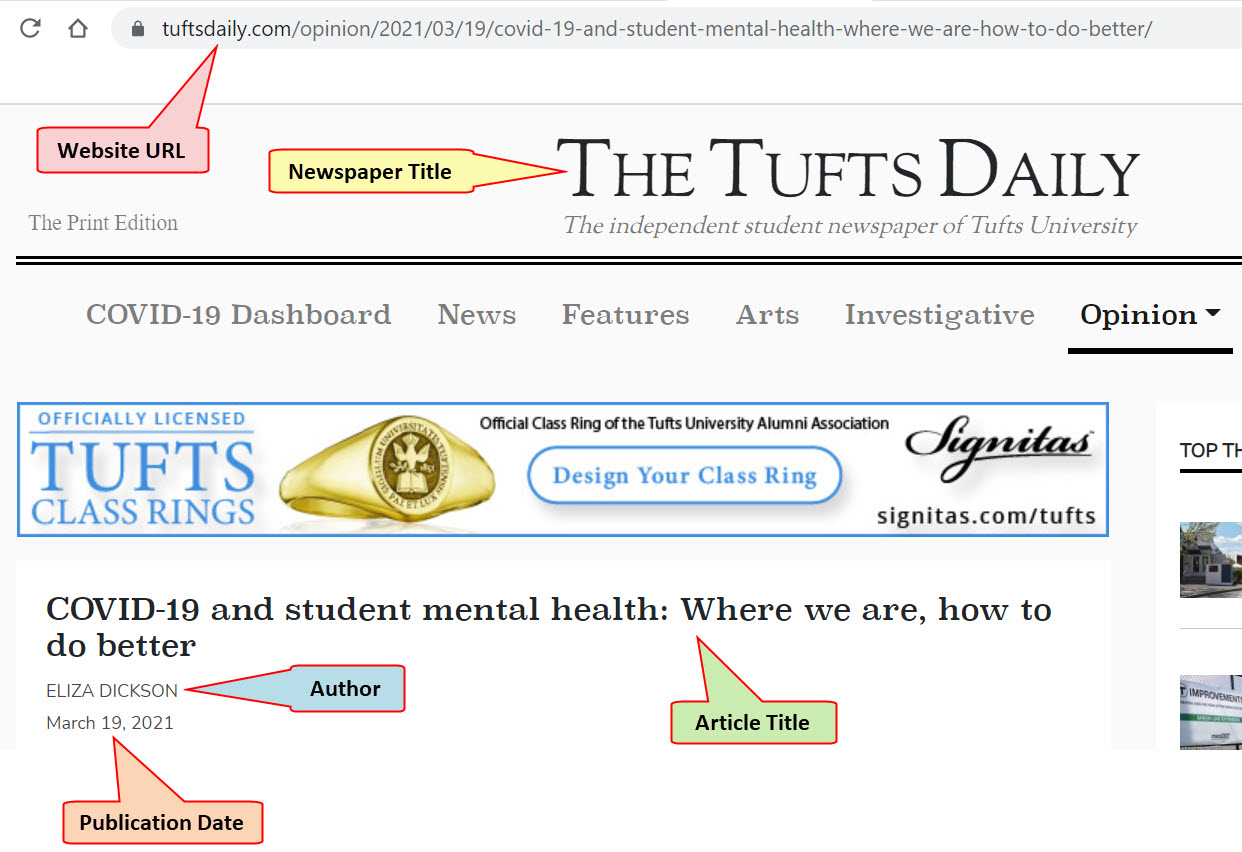 tuftsdaily.com/opinion/2021/03/19/covid-19-and-student-mental-health-where-we-are-how-to-do-better/
Website URL
Newspaper Title
THE TUFTS DAILY
The Print Edition
The independent student newspaper of Tufts University
COVID-19 Dashboard News Features Arts Investigative Opinion
OFFICIALLY LICENSED
TUFTS
CLASS RINGS
Official Class Ring of the Tufts University Alumni Association
Design Your Class Ring
Signitas
signitas.com/tufts
TOP TH
COVID-19 and student mental health: Where we are, how to
do better
ELIZA DICKSON
Author
March 19, 2021
Article Title
Publication Date